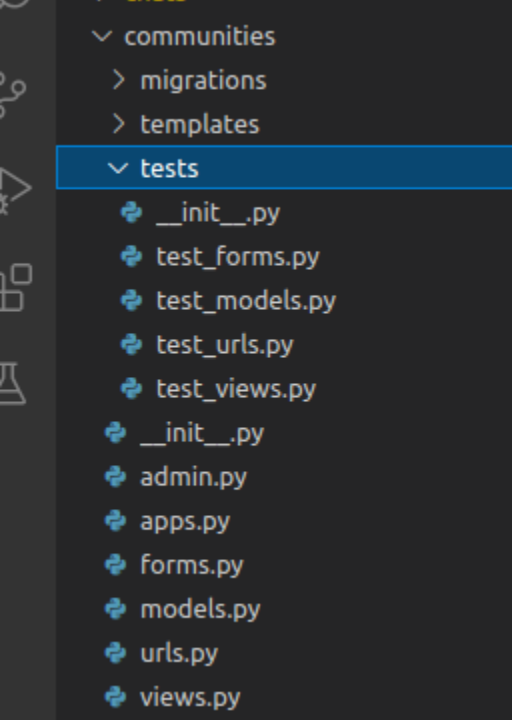 communities
migrations
templates
tests
__init__.py
test_forms.py
test_models.py
test_urls.py
test_views.py
__init__.py
admin.py
apps.py
forms.py
models.py
urls.py
views.py